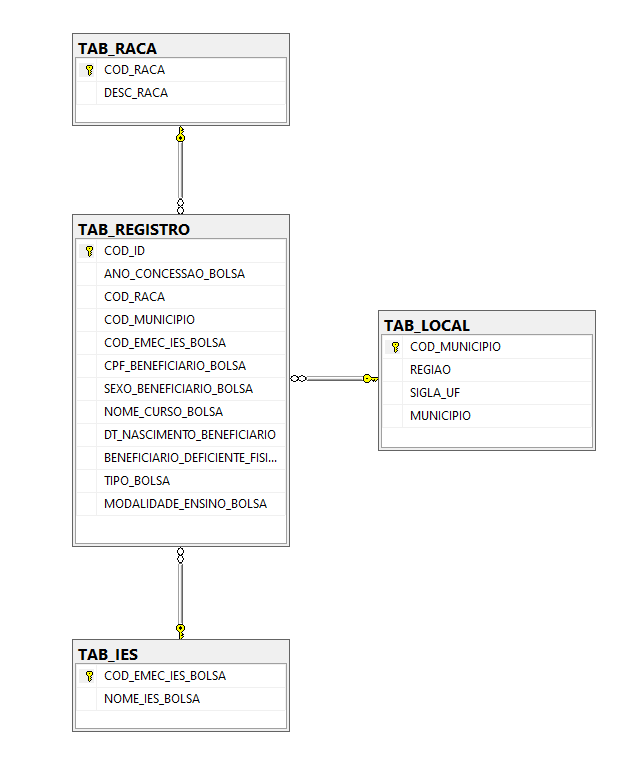 TAB_RACA
COD_RACA
DESC_RACA
TAB_REGISTRO
COD_ID
ANO_CONCESSAO_BOLSA
COD_RACA
COD_MUNICIPIO
COD_EMEC_IES_BOLSA
CPF_BENEFICIARIO_BOLSA
SEXO_BENEFICIARIO_BOLSA
NOME_CURSO_BOLSA
DT_NASCIMENTO_BENEFICIARIO
BENEFICIARIO_DEFICIENTE_FISI...
TIPO_BOLSA
MODALIDADE_ENSINO_BOLSA
TAB_LOCAL
COD_MUNICIPIO
REGIAO
SIGLA_UF
MUNICIPIO
TAB_IES
COD_EMEC_IES_BOLSA
NOME_IES_BOLSA